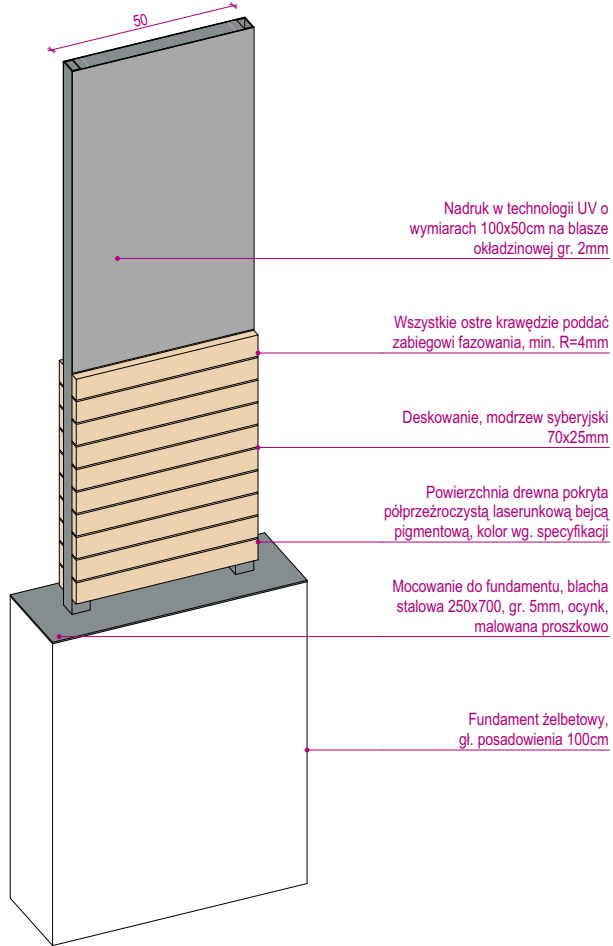 50
Nadruk w technologii UV o
wymiarach 100x50cm na blasze
okładzinowej gr. 2mm
Wszystkie ostre krawędzie poddać
zabiegowi fazowania, min. R=4mm
Deskowanie, modrzew syberyjski
70x25mm
Powierzchnia drewna pokryta
półprzeźroczystą laserunkową bejcą
pigmentową, kolor wg. specyfikacji
Mocowanie do fundamentu, blacha
stalowa 250x700, gr. 5mm, ocynk,
malowana proszkowo
Fundament żelbetowy,
gł. posadowienia 100cm